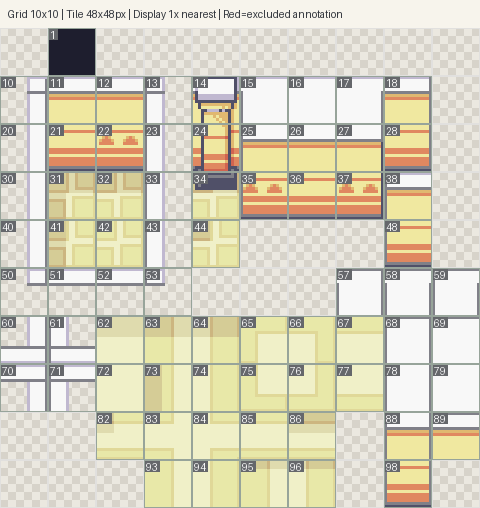 Grid 10x10 | Tile 48x48px | Display 1x nearest | Red=excluded annotation
1
10 11 12 13 14 15 16 17 18
20 21 22 23 24 25 26 27 28
30 31 32 33 34 35 36 37 38
40 41 42 43 44 48
50 51 52 53 57 58 59
60 61 62 63 64 65 66 67 68 69
70 71 72 73 74 75 76 77 78 79
82 83 84 85 86 88 89
93 94 95 96 98